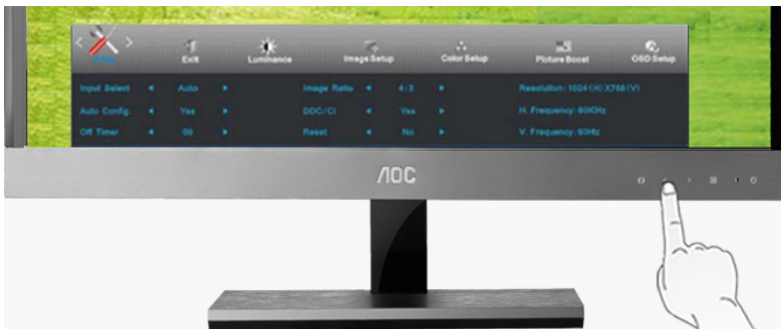 Extra
Exit
Luminance
Image Setup
Color Setup
Picture Boost
OSD Setup
Input Select Auto Image Ratio 4:3 Resolution:1024(H)X768(V)
Auto Config. Yes DDC/CI Yes H. Frequency:60KHz
Off Timer 00 Reset No V. Frequency:60Hz
AOC